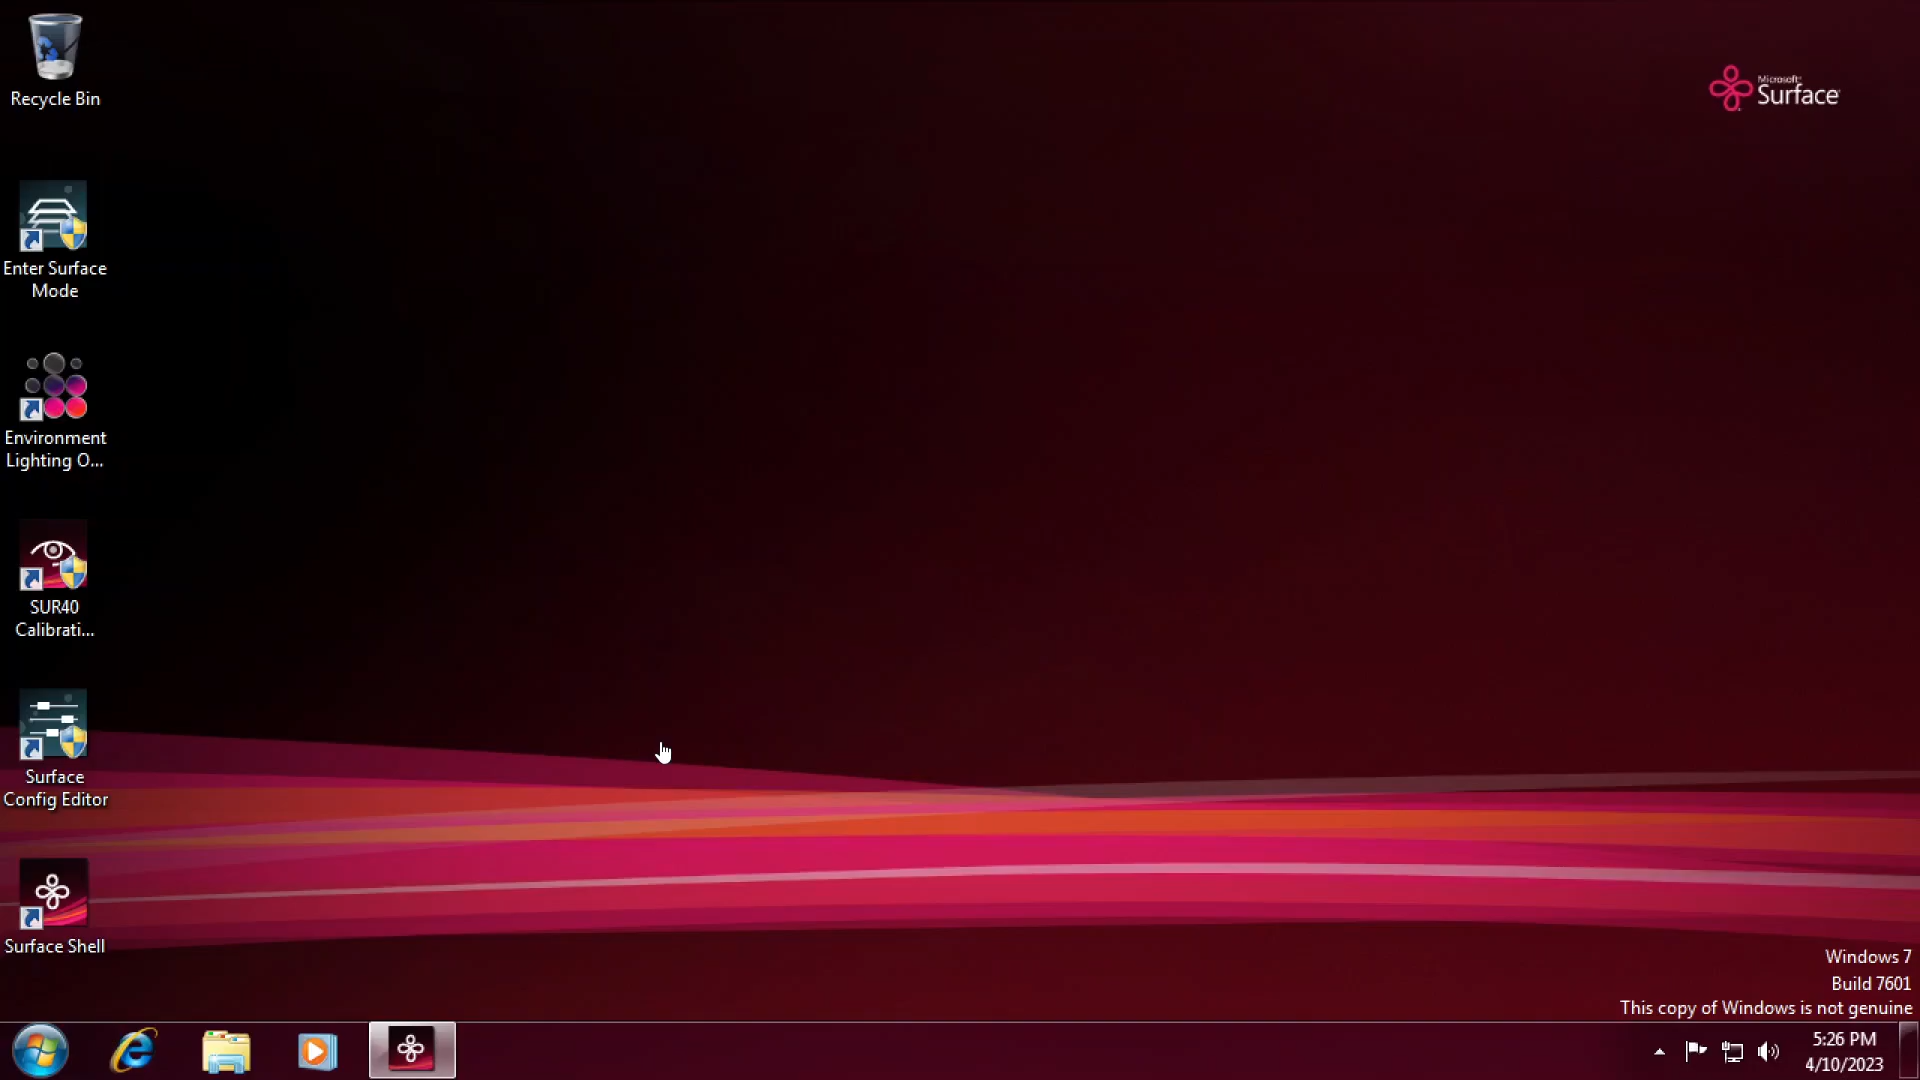 Recycle Bin
Microsoft®
Surface®
Enter Surface
Mode
Environment
Lighting O...
SUR40
Calibrati...
Surface
Config Editor
Surface Shell
Windows 7
Build 7601
This copy of Windows is not genuine
5:26 PM
4/10/2023